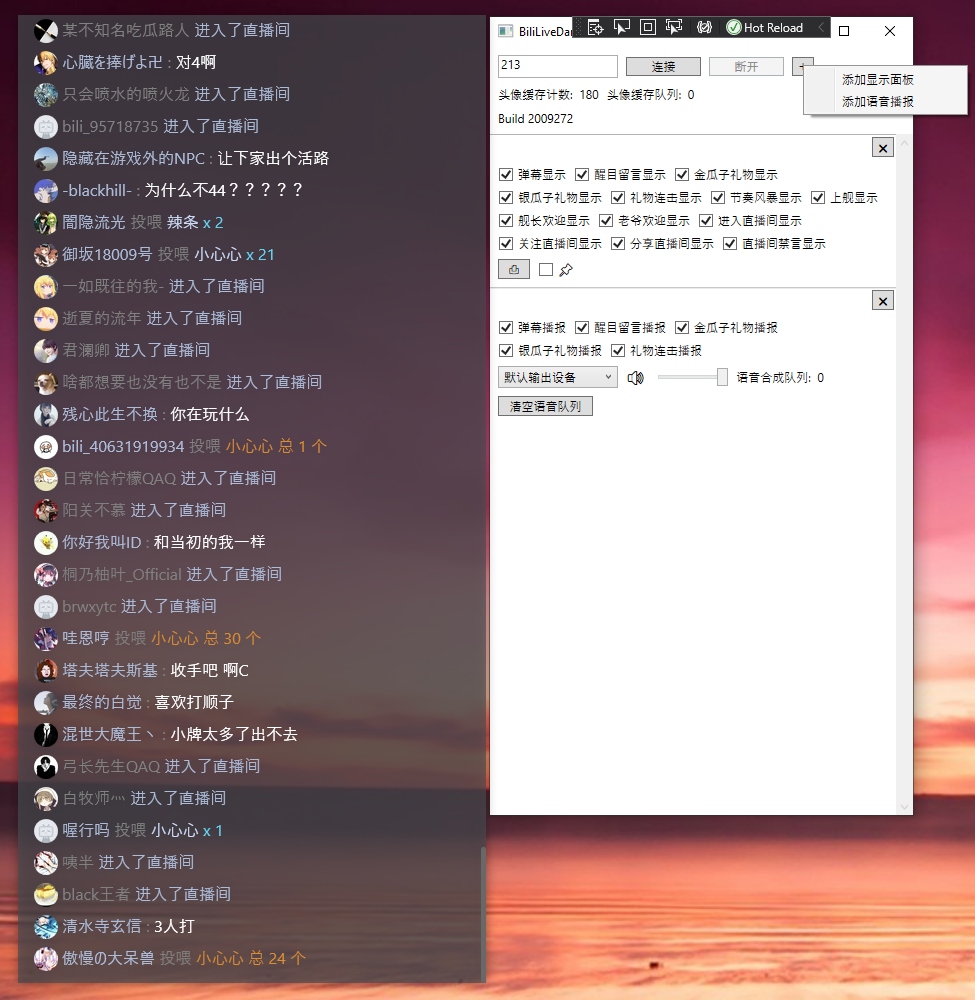 某不知名吃瓜路人 进入了直播间
心臓を捧げよ卍 : 对4啊
只会喷水的喷火龙 进入了直播间
bili_95718735 进入了直播间
隐藏在游戏外的NPC : 让下家出个活路
-blackhill- : 为什么不44？？？？？
闇隐流光 投喂 辣条 x 2
御坂18009号 投喂 小心心 x 21
一如既往的我- 进入了直播间
逝夏的流年 进入了直播间
君澜卿 进入了直播间
啥都想要也没有也不是 进入了直播间
残心此生不换 : 你在玩什么
bili_40631919934 投喂 小心心 总 1 个
日常恰柠檬QAQ 进入了直播间
阳关不慕 进入了直播间
你好我叫ID : 和当初的我一样
桐乃柚叶_Official 进入了直播间
brwxytc 进入了直播间
哇恩哼 投喂 小心心 总 30 个
塔夫塔夫斯基 : 收手吧 啊C
最终的白觉 : 喜欢打顺子
混世大魔王丶 : 小牌太多了出不去
弓长先生QAQ 进入了直播间
白牧师灬 进入了直播间
喔行吗 投喂 小心心 x 1
咦半 进入了直播间
black王者 进入了直播间
清水寺玄信 : 3人打
傲慢の大呆兽 投喂 小心心 总 24 个
BiliLiveDan
Hot Reload
213
连接
断开
+
添加显示面板
添加语音播报
头像缓存计数: 180 头像缓存队列: 0
Build 2009272
弹幕显示 醒目留言显示 金瓜子礼物显示
银瓜子礼物显示 礼物连击显示 节奏风暴显示 上舰显示
舰长欢迎显示 老爷欢迎显示 进入直播间显示
关注直播间显示 分享直播间显示 直播间禁言显示
弹幕播报 醒目留言播报 金瓜子礼物播报
银瓜子礼物播报 礼物连击播报
默认输出设备 语音合成队列: 0
清空语音队列